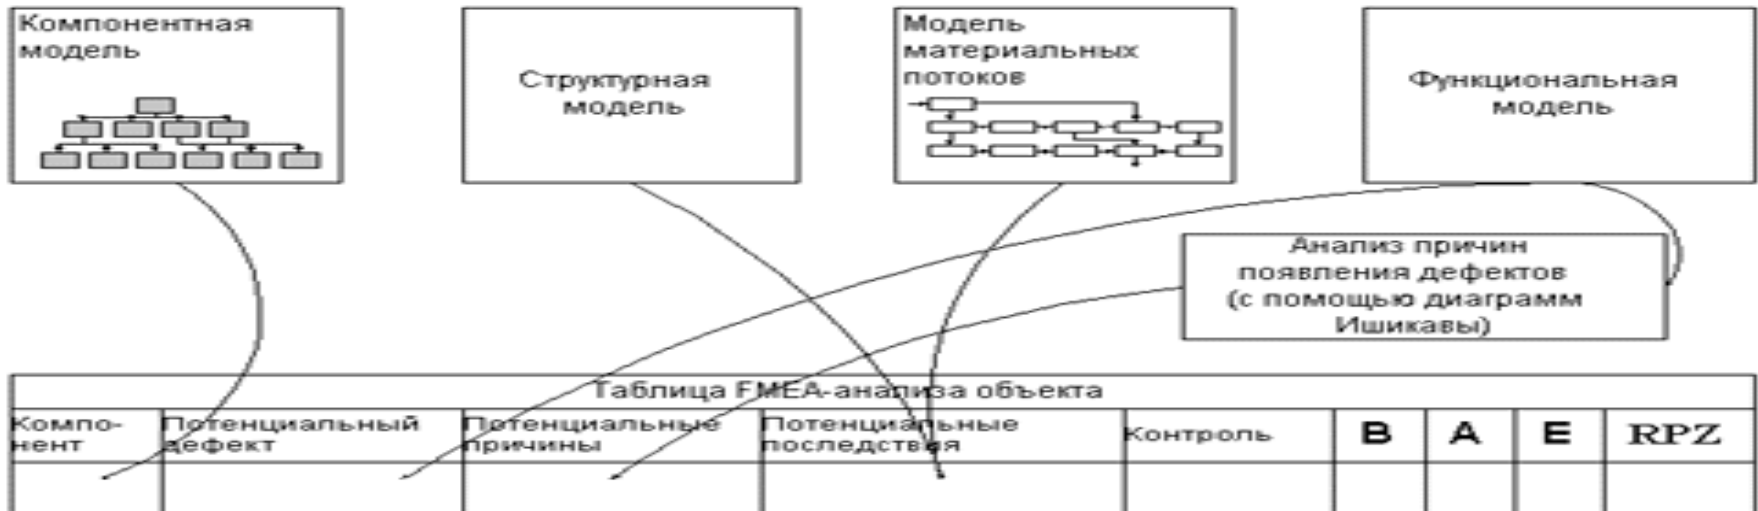 Компонентная
модель
Структурная
модель
Модель
материальных
потоков
Функциональная
модель
Анализ причин
появления дефектов
(с помощью диаграмм
Ишикавы)
Таблица FMEA-анализа объекта
Компо-
нент
Потенциальный
дефект
Потенциальные
причины
Потенциальные
последствия
Контроль
B
A
E
RPZ